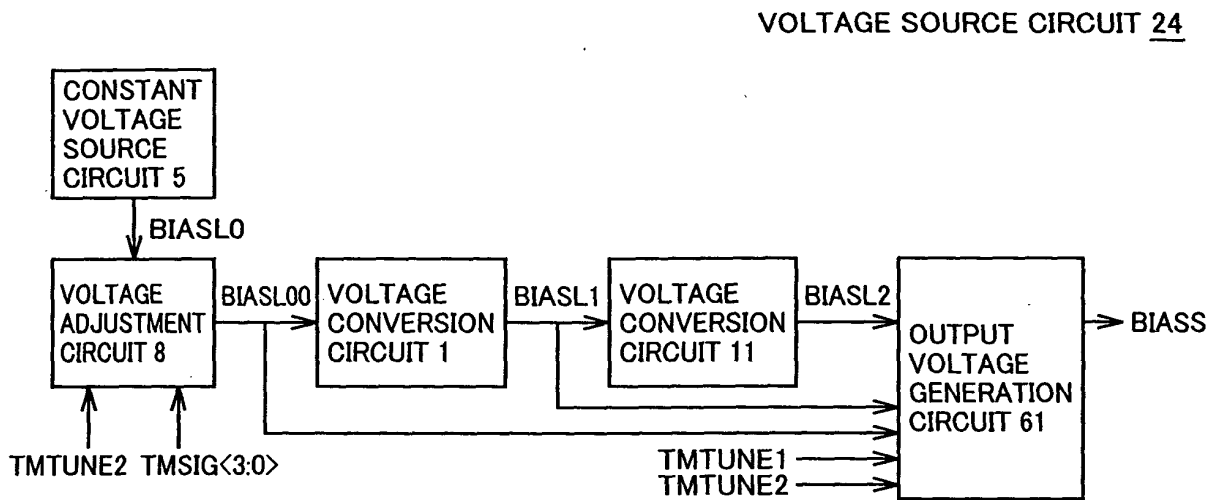 VOLTAGE SOURCE CIRCUIT 24
CONSTANT
VOLTAGE
SOURCE
CIRCUIT 5
BIASL0
VOLTAGE
ADJUSTMENT
CIRCUIT 8
BIASL00
VOLTAGE
CONVERSION
CIRCUIT 1
BIASL1
VOLTAGE
CONVERSION
CIRCUIT 11
BIASL2
OUTPUT
VOLTAGE
GENERATION
CIRCUIT 61
BIASS
TMTUNE2 TMSIG<3:0>
TMTUNE1
TMTUNE2